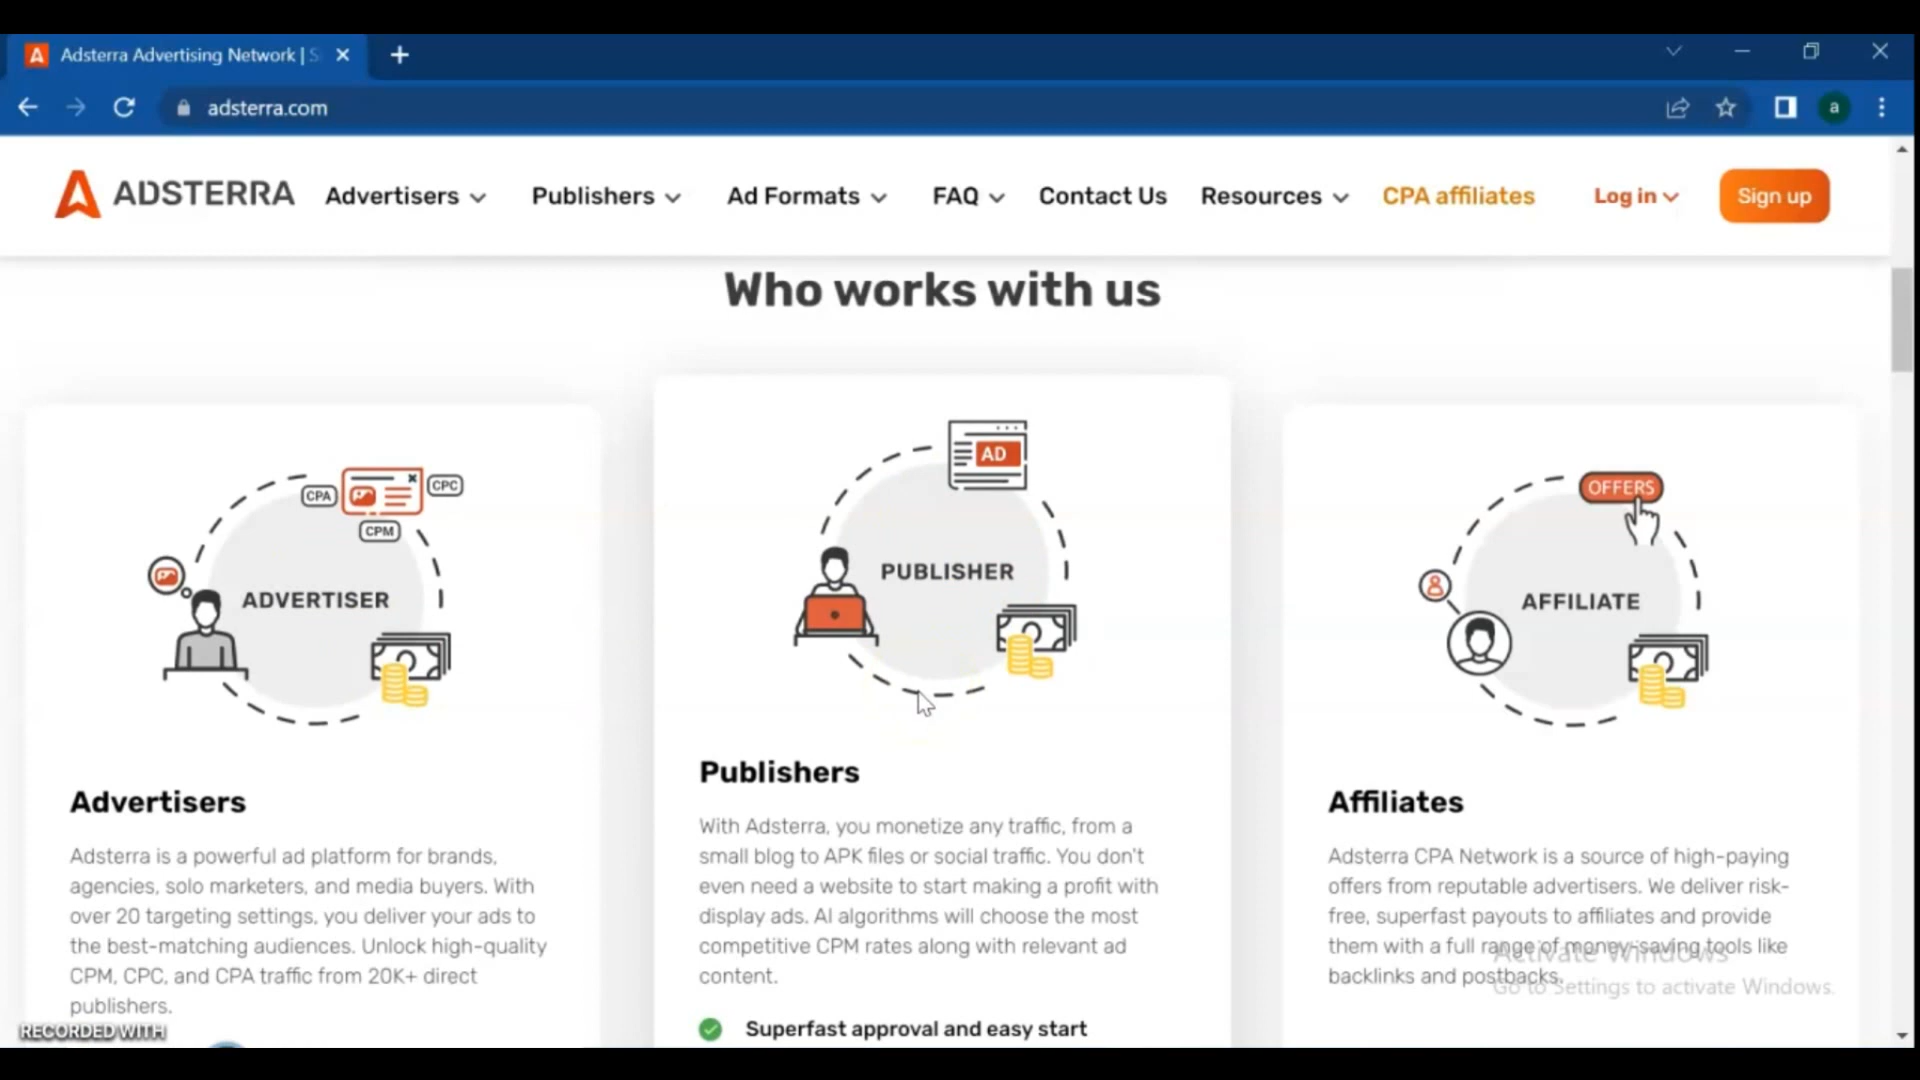 Adsterra Advertising Network | S
adsterra.com
a
ADSTERRA
Advertisers
Publishers
Ad Formats
FAQ
Contact Us
Resources
CPA affiliates
Log in
Sign up
Who works with us
CPA
CPC
CPM
ADVERTISER
Advertisers
Adsterra is a powerful ad platform for brands,
agencies, solo marketers, and media buyers. With
over 20 targeting settings, you deliver your ads to
the best-matching audiences. Unlock high-quality
CPM, CPC, and CPA traffic from 20K+ direct
publishers.
AD
PUBLISHER
Publishers
With Adsterra, you monetize any traffic, from a
small blog to APK files or social traffic. You don't
even need a website to start making a profit with
display ads. AI algorithms will choose the most
competitive CPM rates along with relevant ad
content.
Superfast approval and easy start
OFFERS
AFFILIATE
Affiliates
Adsterra CPA Network is a source of high-paying
offers from reputable advertisers. We deliver risk-
free, superfast payouts to affiliates and provide
them with a full range of money-saving tools like
backlinks and postbacks.
Activate Windows
Go to Settings to activate Windows.
RECORDED WITH